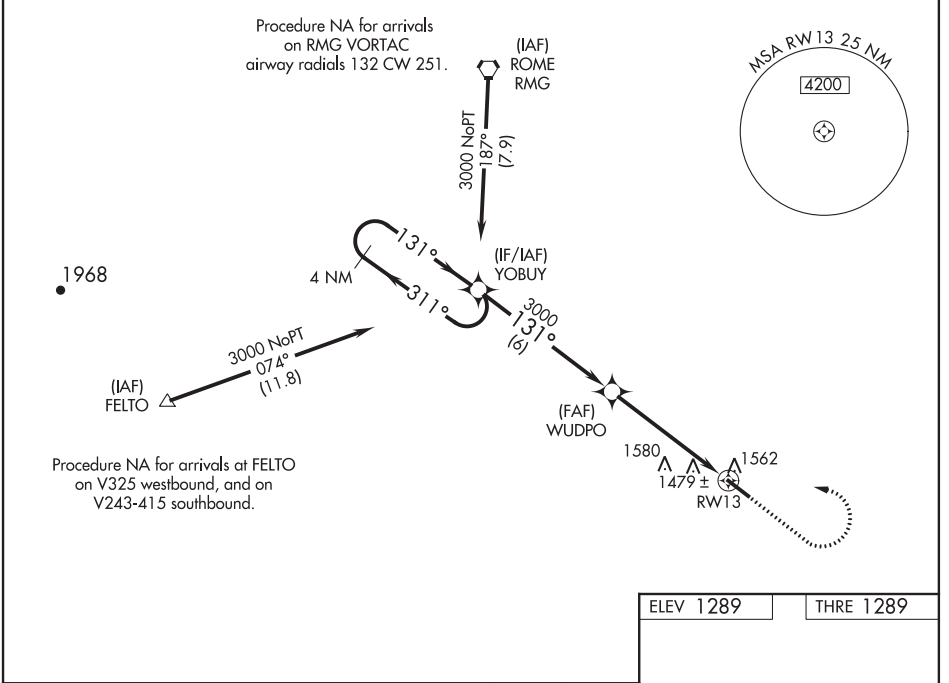 Procedure NA for arrivals
on RMG VORTAC
airway radials 132 CW 251.
(IAF)
ROME
RMG
MSA RW13 25 NM
4200
3000 NoPT
187°
(7.9)
131°
4 NM
311°
(IF/IAF)
YOBUY
1968
3000
131°
(6)
3000 NoPT
074°
(11.8)
(IAF)
FELTO
(FAF)
WUDPO
1580
1562
1479 ±
RW13
Procedure NA for arrivals at FELTO
on V325 westbound, and on
V243-415 southbound.
ELEV 1289
THRE 1289